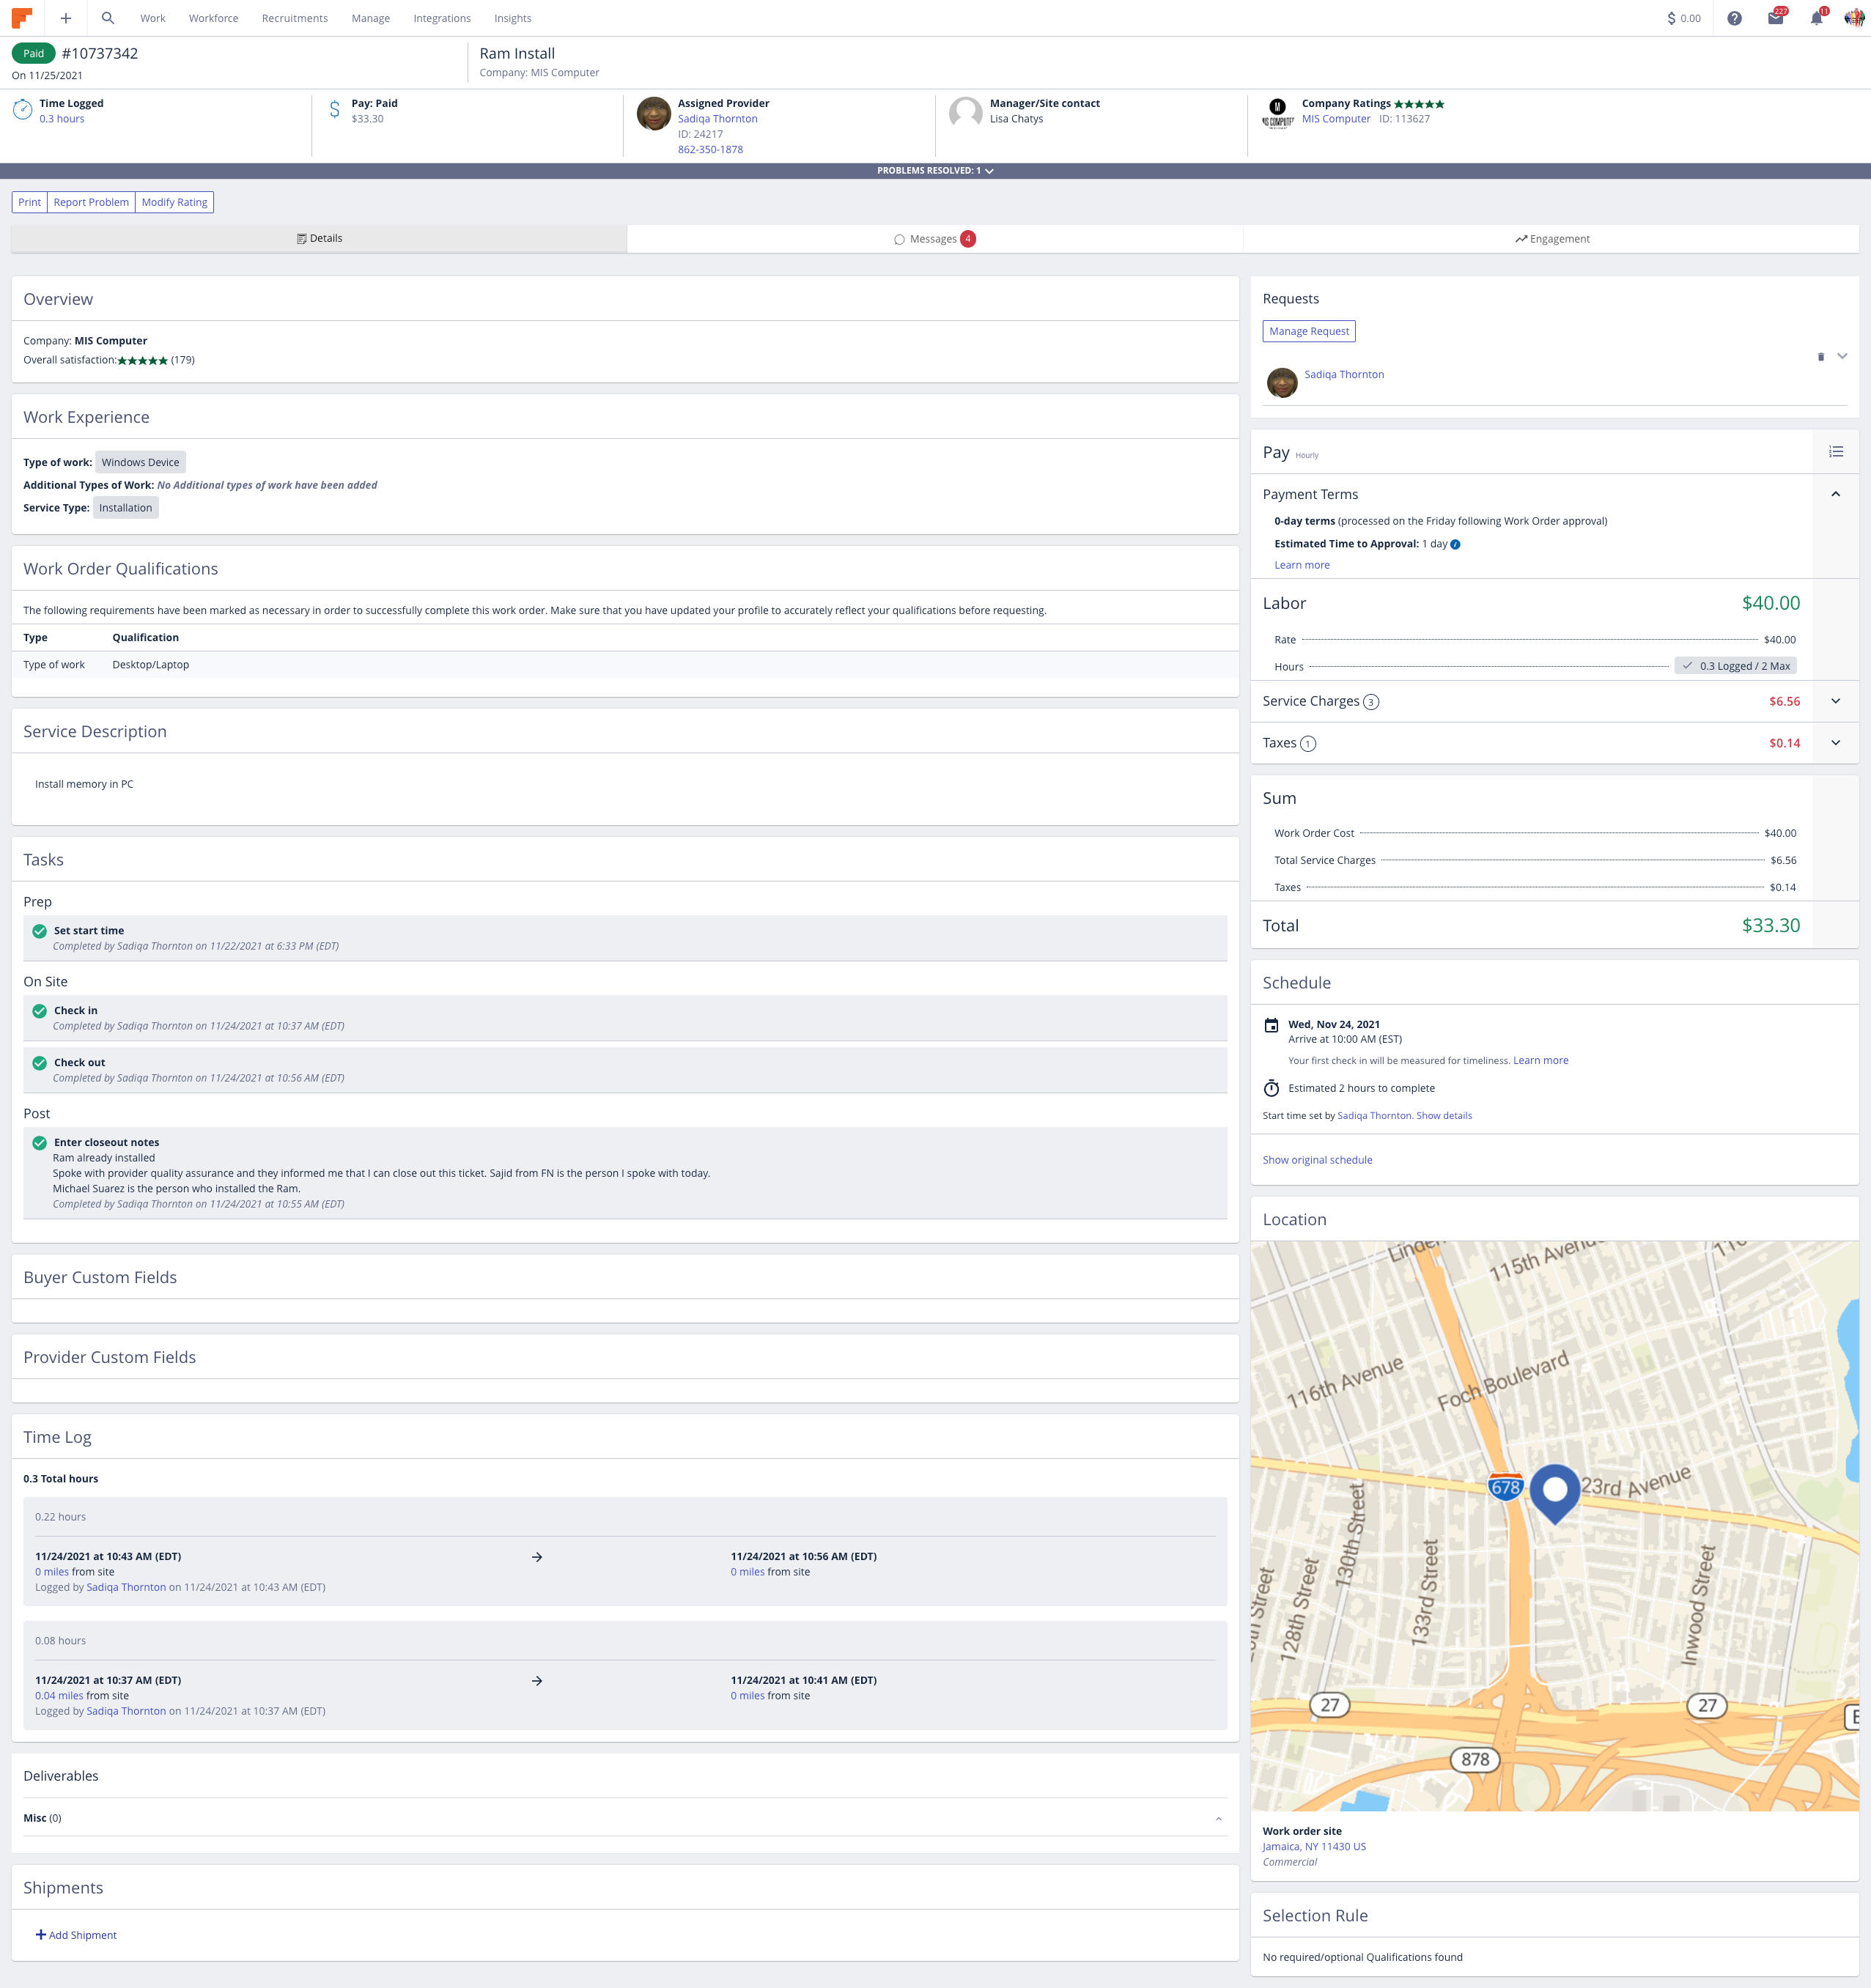 Work Workforce Recruitments Manage Integrations Insights
$ 0.00 227 11
Paid #10737342
On 11/25/2021
Ram Install
Company: MIS Computer
Time Logged
0.3 hours
Pay: Paid
$33.30
Assigned Provider
Sadiqa Thornton
ID: 24217
862-350-1878
Manager/Site contact
Lisa Chatys
Company Ratings
MIS Computer ID: 113627
PROBLEMS RESOLVED: 1
Print Report Problem Modify Rating
Details
Messages 4
Engagement
Overview
Company: MIS Computer
Overall satisfaction: (179)
Work Experience
Type of work: Windows Device
Additional Types of Work: No Additional types of work have been added
Service Type: Installation
Work Order Qualifications
The following requirements have been marked as necessary in order to successfully complete this work order. Make sure that you have updated your profile to accurately reflect your qualifications before requesting.
Type Qualification
Type of work Desktop/Laptop
Service Description
Install memory in PC
Tasks
Prep
Set start time
Completed by Sadiqa Thornton on 11/22/2021 at 6:33 PM (EDT)
On Site
Check in
Completed by Sadiqa Thornton on 11/24/2021 at 10:37 AM (EDT)
Check out
Completed by Sadiqa Thornton on 11/24/2021 at 10:56 AM (EDT)
Post
Enter closeout notes
Ram already installed
Spoke with provider quality assurance and they informed me that I can close out this ticket. Sajid from FN is the person I spoke with today.
Michael Suarez is the person who installed the Ram.
Completed by Sadiqa Thornton on 11/24/2021 at 10:55 AM (EDT)
Buyer Custom Fields
Provider Custom Fields
Time Log
0.3 Total hours
0.22 hours
11/24/2021 at 10:43 AM (EDT)
0 miles from site
Logged by Sadiqa Thornton on 11/24/2021 at 10:43 AM (EDT)
11/24/2021 at 10:56 AM (EDT)
0 miles from site
0.08 hours
11/24/2021 at 10:37 AM (EDT)
0.04 miles from site
Logged by Sadiqa Thornton on 11/24/2021 at 10:37 AM (EDT)
11/24/2021 at 10:41 AM (EDT)
0 miles from site
Deliverables
Misc (0)
Shipments
Add Shipment
Requests
Manage Request
Sadiqa Thornton
Pay Hourly
Payment Terms
0-day terms (processed on the Friday following Work Order approval)
Estimated Time to Approval: 1 day
Learn more
Labor $40.00
Rate $40.00
Hours 0.3 Logged / 2 Max
Service Charges 3 $6.56
Taxes 1 $0.14
Sum
Work Order Cost $40.00
Total Service Charges $6.56
Taxes $0.14
Total $33.30
Schedule
Wed, Nov 24, 2021
Arrive at 10:00 AM (EST)
Your first check in will be measured for timeliness. Learn more
Estimated 2 hours to complete
Start time set by Sadiqa Thornton. Show details
Show original schedule
Location
Linden
115th Avenue
116th Avenue
Foch Boulevard
678
23rd Avenue
130th Street
128th Street
133rd Street
Inwood Street
27
27
878
Work order site
Jamaica, NY 11430 US
Commercial
Selection Rule
No required/optional Qualifications found